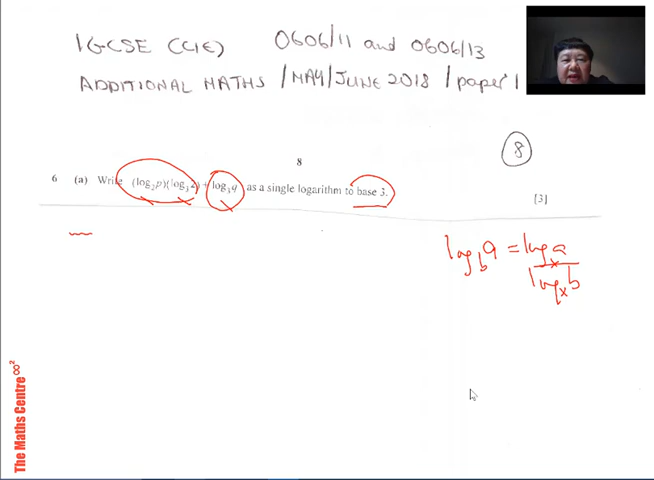 IGCSE (CIE) 0606/11 and 0606/13
ADDITIONAL MATHS /MAY/JUNE 2018 /paper 1
8
8
6 (a) Write (log₂p)(log₃2) + log₃q as a single logarithm to base 3.
[3]
log_b a = log_x a / log_x b
The Maths Centre∞²